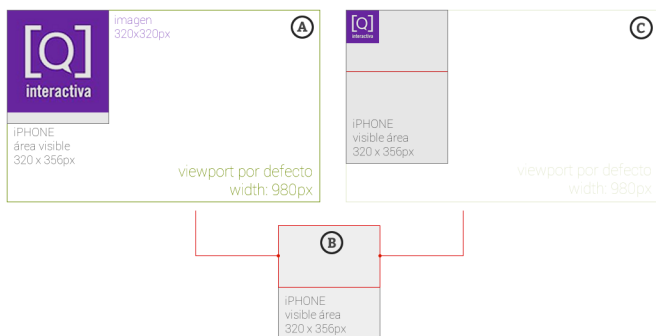 [Q]
interactiva
imagen
320x320px
A
iPHONE
área visible
320 x 356px
viewport por defecto
width: 980px
[Q]
interactiva
C
iPHONE
visible área
320 x 356px
viewport por defecto
width: 980px
B
iPHONE
visible área
320 x 356px